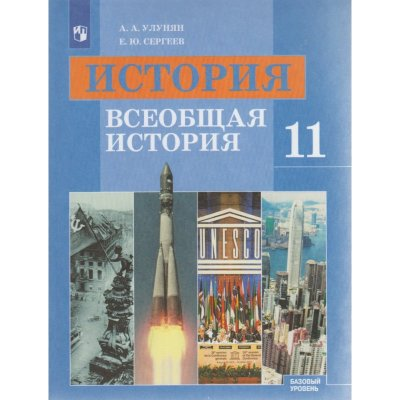 А. А. УЛУНЯН
Е. Ю. СЕРГЕЕВ
ИСТОРИЯ
ВСЕОБЩАЯ
ИСТОРИЯ
11
UNESCO
БАЗОВЫЙ
УРОВЕНЬ